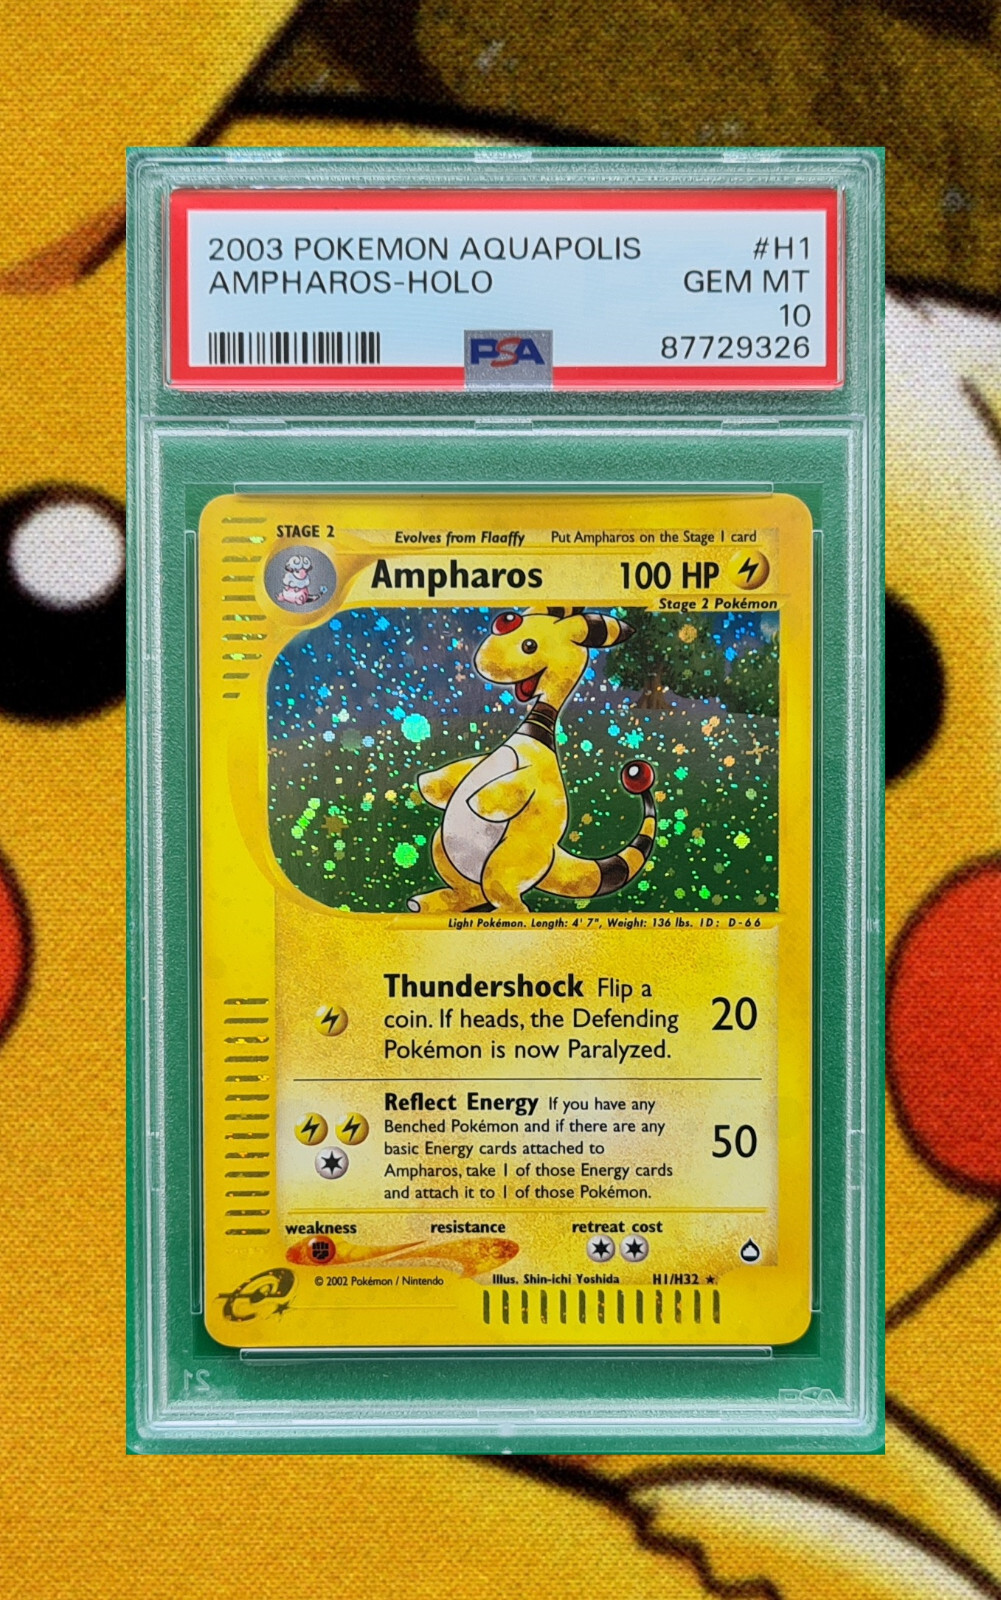 2003 POKEMON AQUAPOLIS #H1
AMPHAROS-HOLO GEM MT
10
PSA 87729326
STAGE 2 Evolves from Flaaffy Put Ampharos on the Stage 1 card
Ampharos 100 HP
Stage 2 Pokémon
Light Pokémon. Length: 4' 7", Weight: 136 lbs. ID: D-66
Thundershock Flip a
coin. If heads, the Defending
Pokémon is now Paralyzed.
20
Reflect Energy If you have any
Benched Pokémon and if there are any
basic Energy cards attached to
Ampharos, take 1 of those Energy cards
and attach it to 1 of those Pokémon.
50
weakness resistance retreat cost
e
© 2002 Pokémon / Nintendo Illus. Shin-ichi Yoshida H1/H32 ★
21 PSA